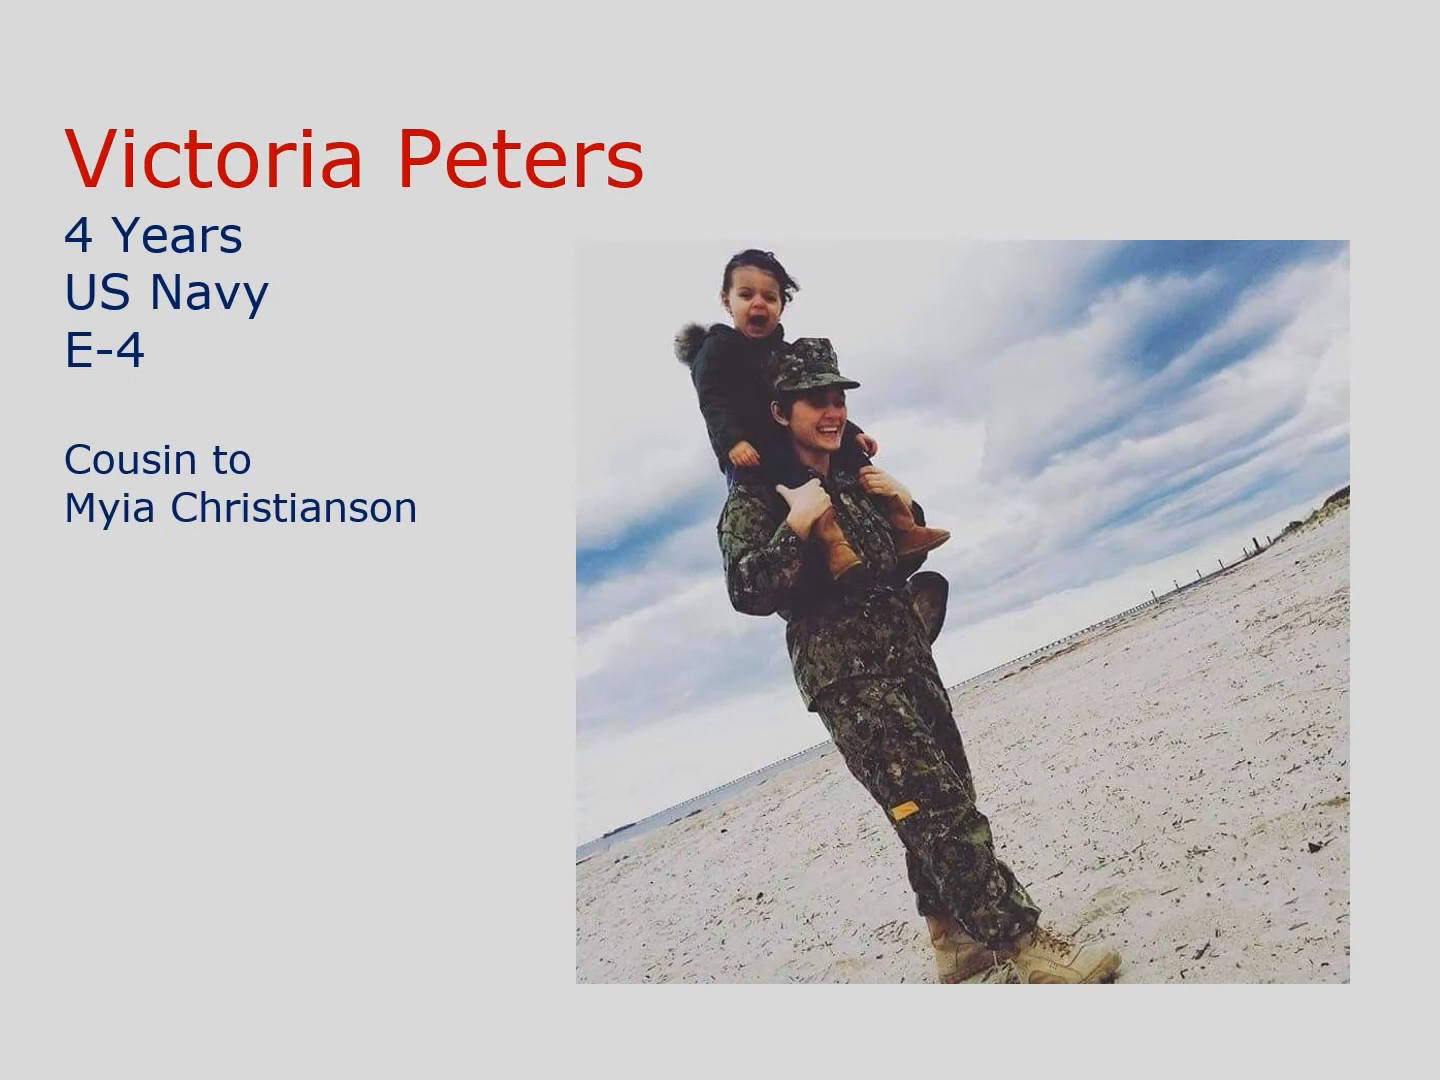 Victoria Peters
4 Years
US Navy
E-4
Cousin to
Myia Christianson